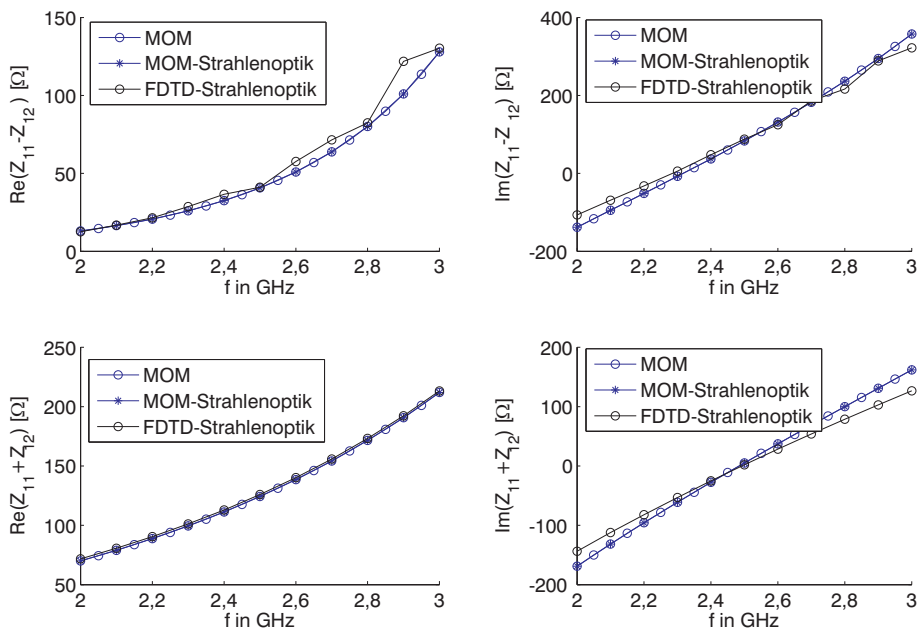 150
100
50
0
Re(Z11-Z12) [Ω]
MOM
MOM-Strahlenoptik
FDTD-Strahlenoptik
2 2,2 2,4 2,6 2,8 3
f in GHz
400
200
0
-200
Im(Z11-Z12) [Ω]
MOM
MOM-Strahlenoptik
FDTD-Strahlenoptik
2 2,2 2,4 2,6 2,8 3
f in GHz
250
200
150
100
50
Re(Z11+Z12) [Ω]
MOM
MOM-Strahlenoptik
FDTD-Strahlenoptik
2 2,2 2,4 2,6 2,8 3
f in GHz
200
100
0
-100
-200
Im(Z11+Z12) [Ω]
MOM
MOM-Strahlenoptik
FDTD-Strahlenoptik
2 2,2 2,4 2,6 2,8 3
f in GHz